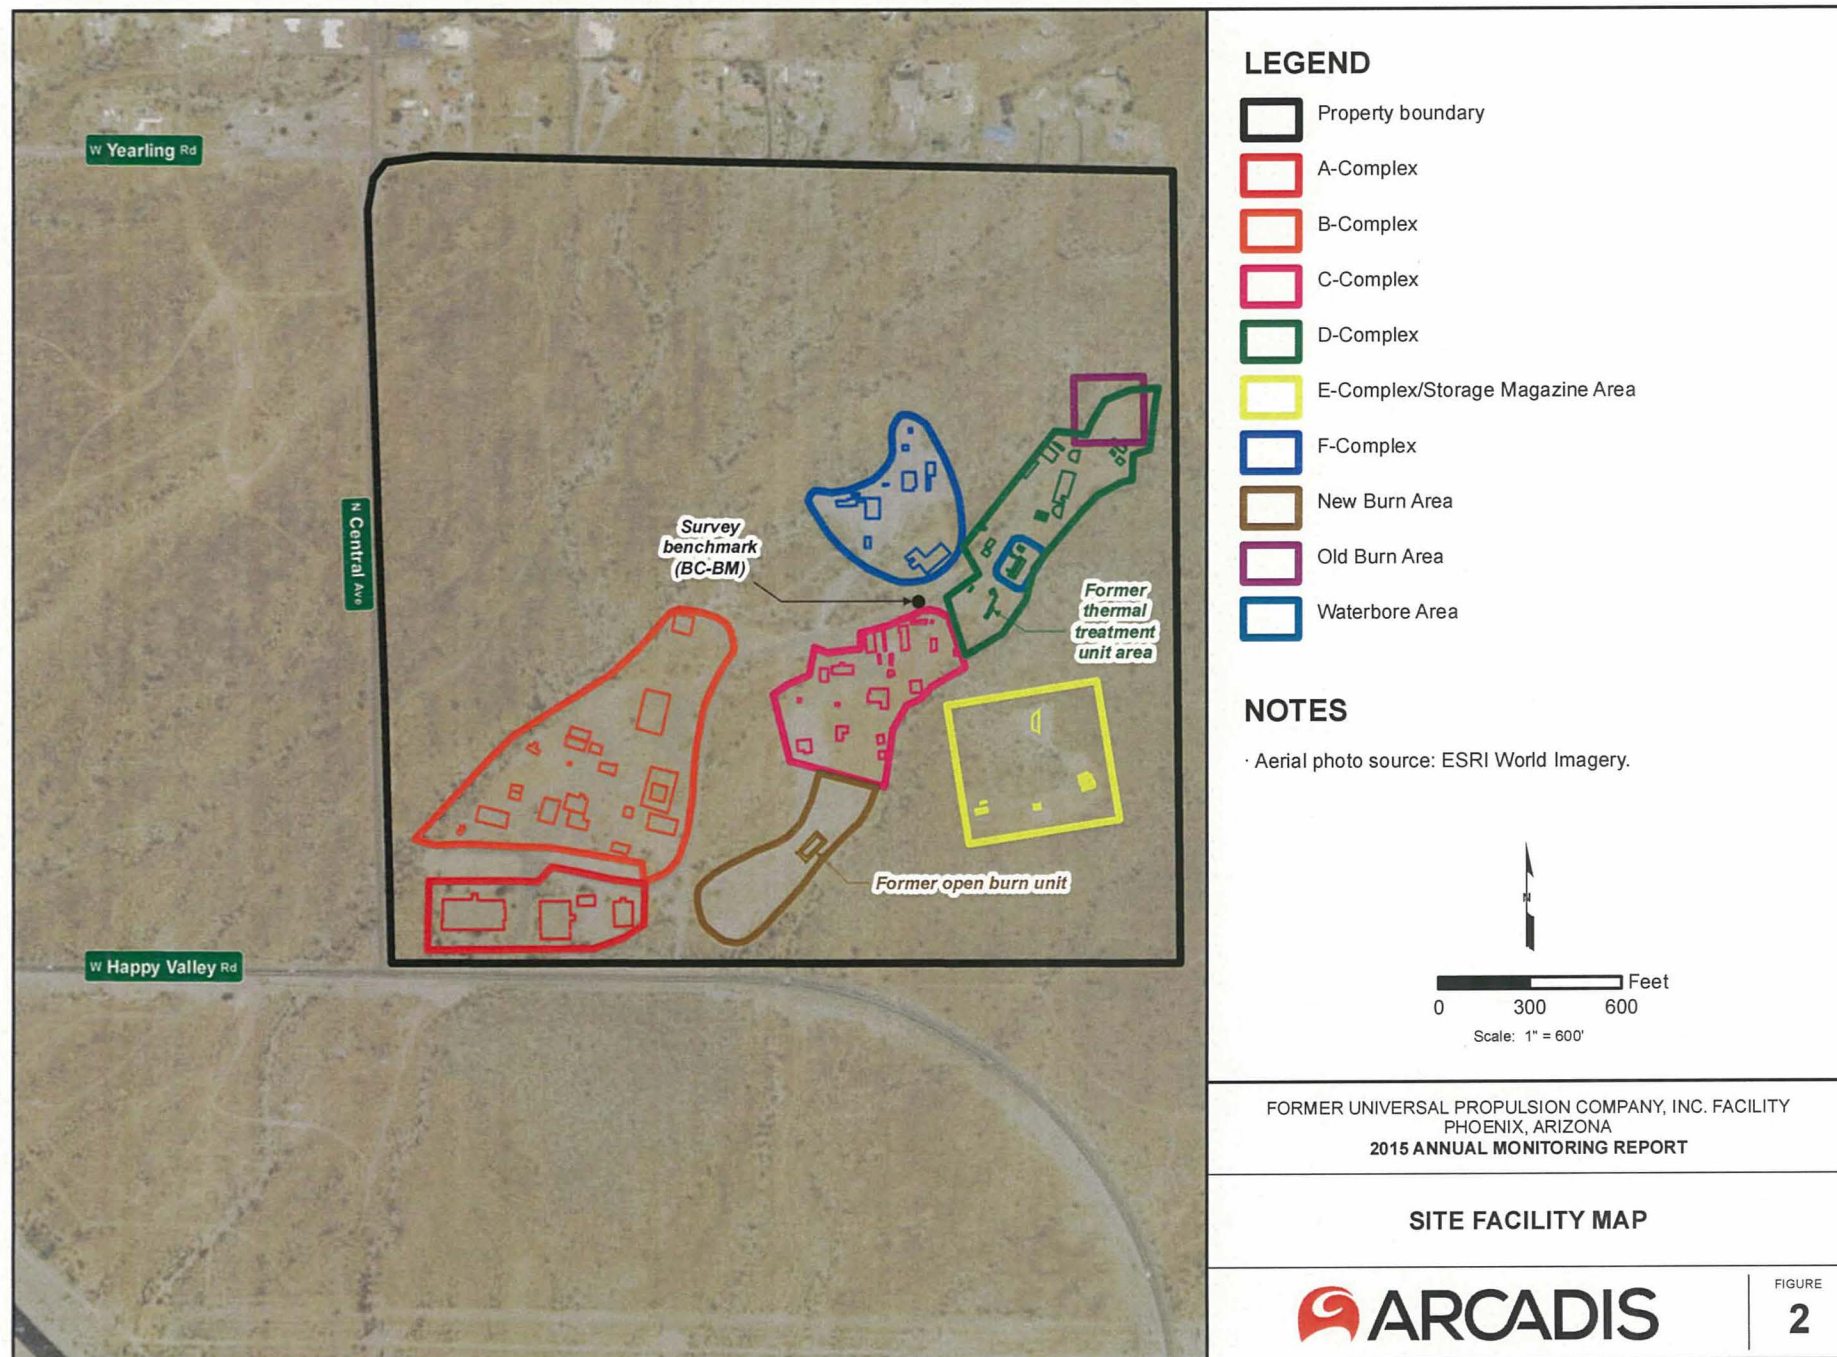 W Yearling Rd
N Central Ave
Survey
benchmark
(BC-BM)
Former
thermal
treatment
unit area
Former open burn unit
W Happy Valley Rd
LEGEND
Property boundary
A-Complex
B-Complex
C-Complex
D-Complex
E-Complex/Storage Magazine Area
F-Complex
New Burn Area
Old Burn Area
Waterbore Area
NOTES
· Aerial photo source: ESRI World Imagery.
N
Feet
0 300 600
Scale: 1" = 600'
FORMER UNIVERSAL PROPULSION COMPANY, INC. FACILITY
PHOENIX, ARIZONA
2015 ANNUAL MONITORING REPORT
SITE FACILITY MAP
ARCADIS
FIGURE
2